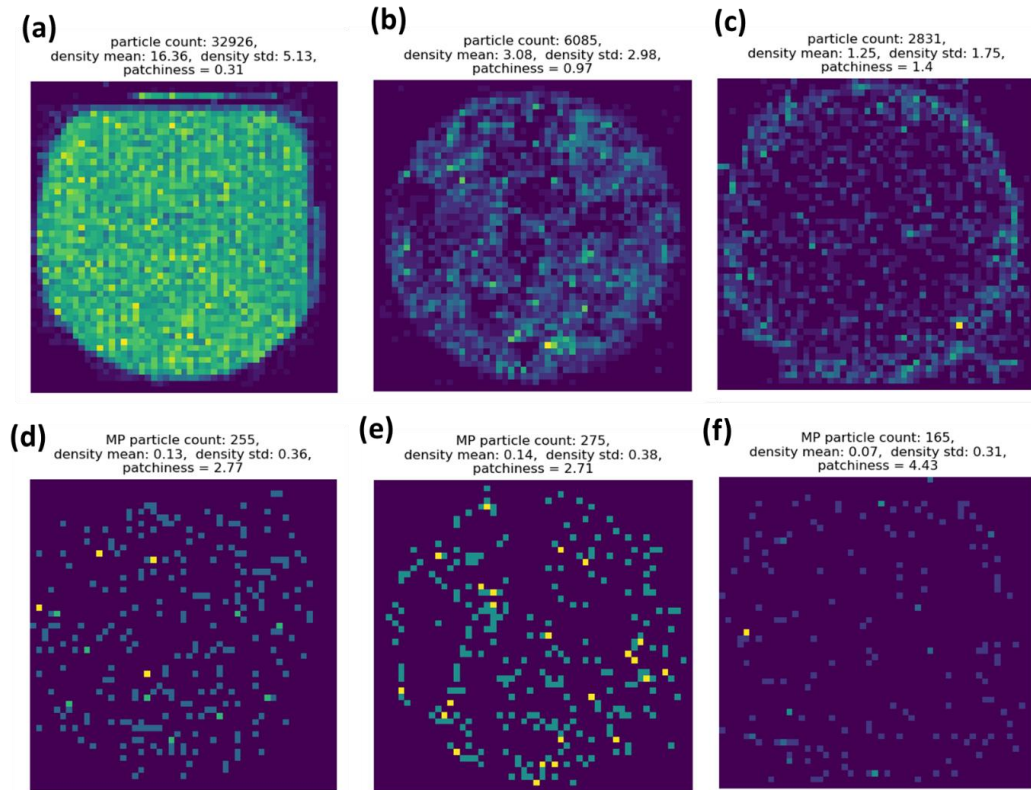 (a)
particle count: 32926,
density mean: 16.36,  density std: 5.13,
patchiness = 0.31
(b)
particle count: 6085,
density mean: 3.08,  density std: 2.98,
patchiness = 0.97
(c)
particle count: 2831,
density mean: 1.25,  density std: 1.75,
patchiness = 1.4
(d)
MP particle count: 255,
density mean: 0.13,  density std: 0.36,
patchiness = 2.77
(e)
MP particle count: 275,
density mean: 0.14,  density std: 0.38,
patchiness = 2.71
(f)
MP particle count: 165,
density mean: 0.07,  density std: 0.31,
patchiness = 4.43